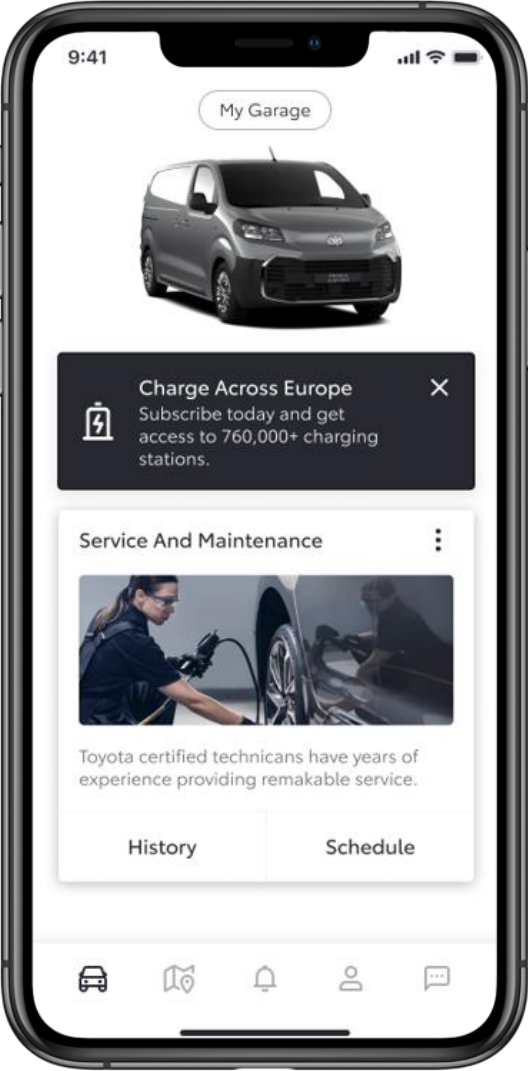 9:41
My Garage
Charge Across Europe
Subscribe today and get
access to 760,000+ charging
stations.
Service And Maintenance
Toyota certified technicans have years of
experience providing remakable service.
History
Schedule